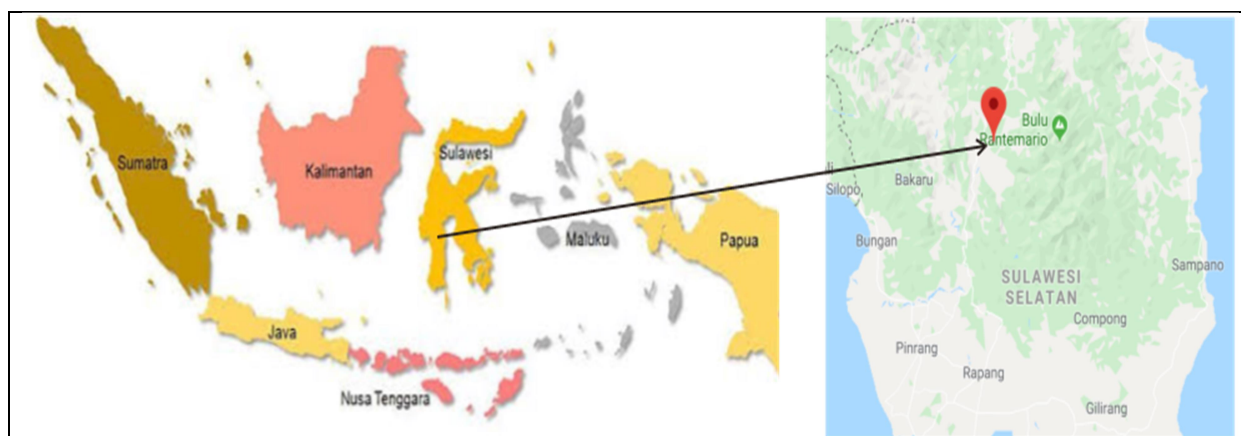 Sumatra
Kalimantan
Sulawesi
Maluku
Papua
Java
Nusa Tenggara
Bulu
Rantemario
Silopo
Bakaru
Bungan
Sampano
SULAWESI
SELATAN
Compong
Pinrang
Rapang
Gilirang